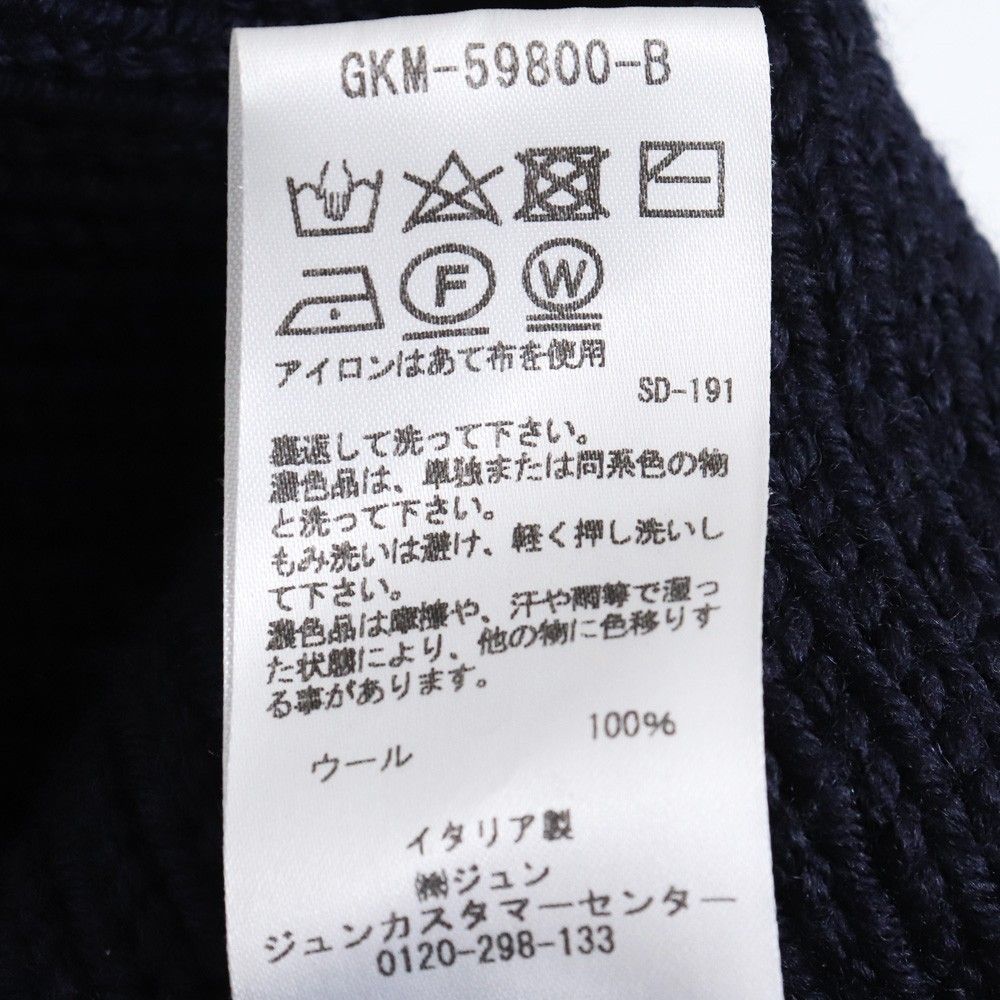 GKM-59800-B
F W
アイロンはあて布を使用
SD-191
裏返して洗って下さい。
濃色品は、単独または同系色の物
と洗って下さい。
もみ洗いは避け、軽く押し洗いし
て下さい。
濃色品は摩擦や、汗や雨等で湿っ
た状態により、他の物に色移りす
る事があります。
ウール 100%
イタリア製
㈱ジュン
ジュンカスタマーセンター
0120-298-133